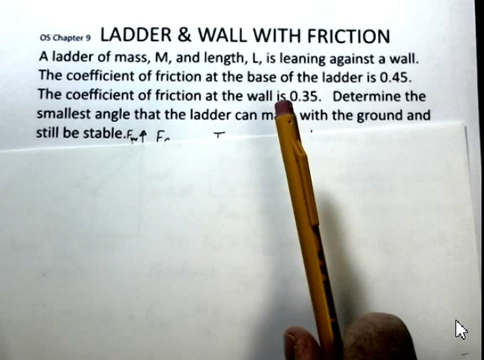 OS Chapter 9 LADDER & WALL WITH FRICTION
A ladder of mass, M, and length, L, is leaning against a wall.
The coefficient of friction at the base of the ladder is 0.45.
The coefficient of friction at the wall is 0.35. Determine the
smallest angle that the ladder can m with the ground and
still be stable.